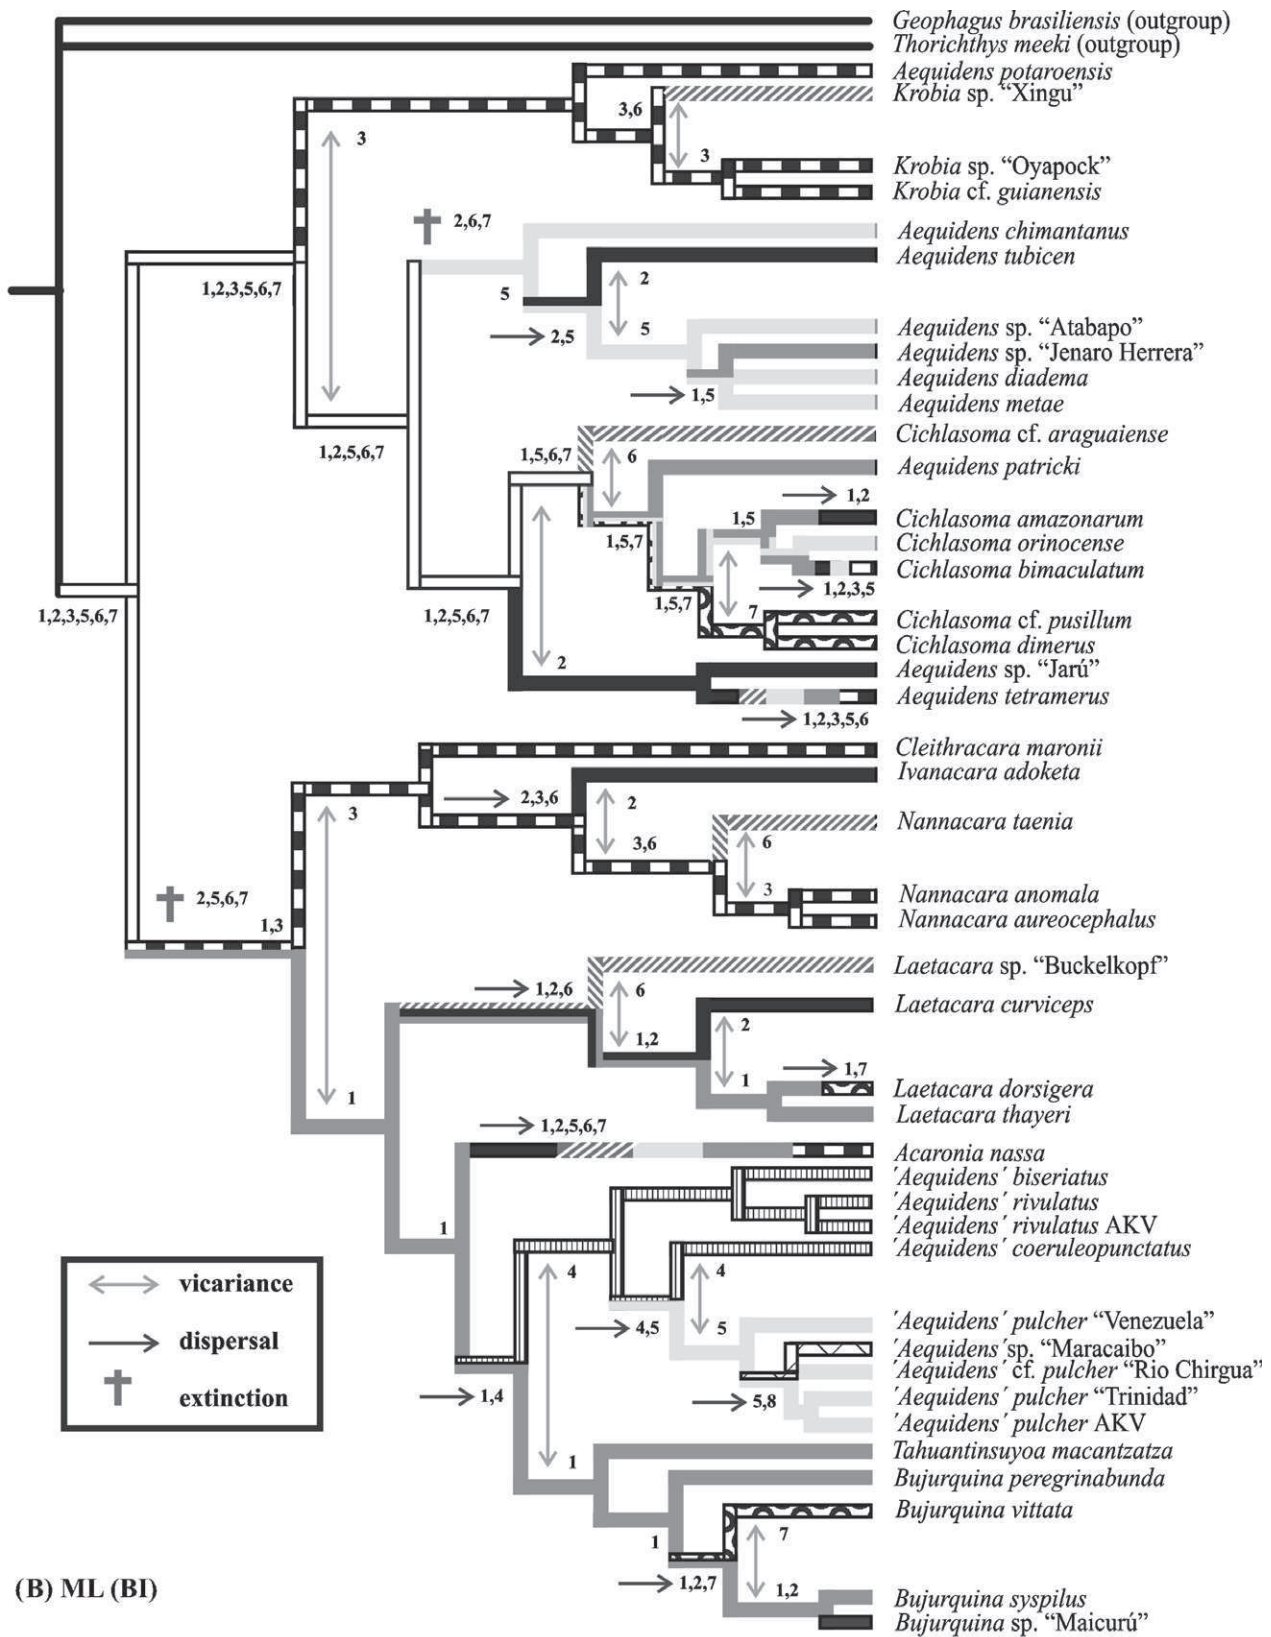 Geophagus brasiliensis (outgroup)
Thorichthys meeki (outgroup)
Aequidens potaroensis
Krobia sp. “Xingu”
3,6
3
3
Krobia sp. “Oyapock”
Krobia cf. guianensis
2,6,7
Aequidens chimantanus
Aequidens tubicen
1,2,3,5,6,7
5
2
2,5
5
Aequidens sp. “Atabapo”
Aequidens sp. “Jenaro Herrera”
Aequidens diadema
1,5
Aequidens metae
Cichlasoma cf. araguaiense
1,2,5,6,7
1,5,6,7
6
Aequidens patricki
1,2
1,5
Cichlasoma amazonarum
Cichlasoma orinocense
1,5,7
Cichlasoma bimaculatum
1,2,3,5
1,2,3,5,6,7
1,2,5,6,7
1,5,7
7
Cichlasoma cf. pusillum
Cichlasoma dimerus
2
Aequidens sp. “Jarú”
Aequidens tetramerus
1,2,3,5,6
Cleithracara maronii
Ivanacara adoketa
2,3,6
2
3
3,6
Nannacara taenia
6
3
2,5,6,7
1,3
Nannacara anomala
Nannacara aureocephalus
Laetacara sp. “Buckelkopf”
1,2,6
6
Laetacara curviceps
1,2
2
1,7
1
1
Laetacara dorsigera
Laetacara thayeri
1,2,5,6,7
Acaronia nassa
´Aequidens´ biseriatus
´Aequidens´ rivulatus
´Aequidens´ rivulatus AKV
1
´Aequidens´ coeruleopunctatus
4
4
vicariance
4,5
5
´Aequidens´ pulcher “Venezuela”
dispersal
´Aequidens´ sp. “Maracaibo”
´Aequidens´ cf. pulcher “Rio Chirgua”
extinction
1,4
5,8
´Aequidens´ pulcher “Trinidad”
´Aequidens´ pulcher AKV
1
Tahuantinsuyoa macantzatza
Bujurquina peregrinabunda
Bujurquina vittata
1
7
(B) ML (BI)
1,2,7
1,2
Bujurquina syspilus
Bujurquina sp. “Maicurú”